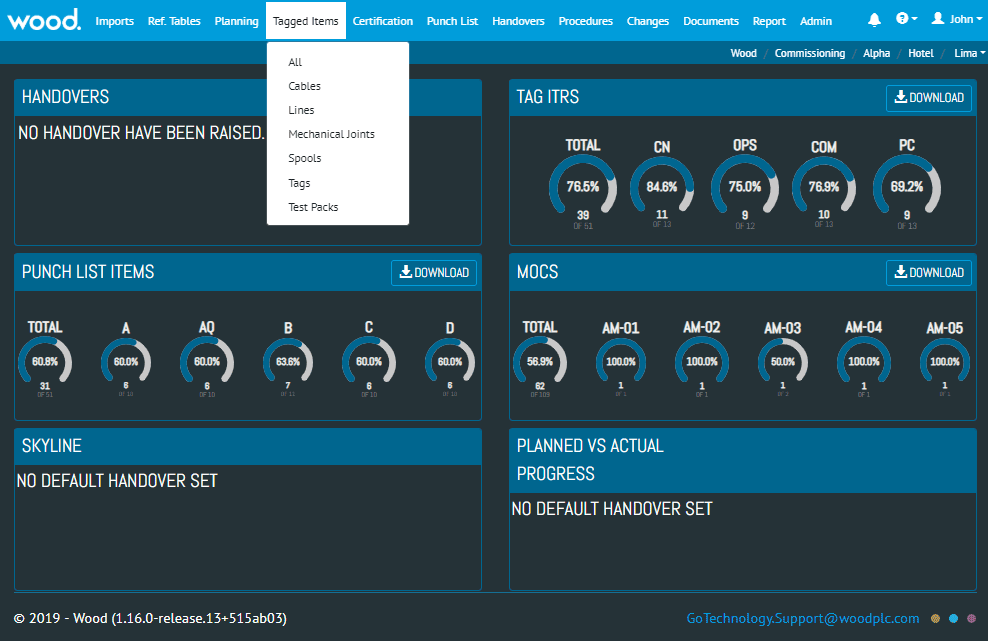 wood.
Imports Ref. Tables Planning Tagged Items Certification Punch List Handovers Procedures Changes Documents Report Admin ? John
Wood / Commissioning / Alpha / Hotel / Lima
All
Cables
Lines
Mechanical Joints
Spools
Tags
Test Packs
HANDOVERS
NO HANDOVER HAVE BEEN RAISED.
TAG ITRS
DOWNLOAD
TOTAL CN OPS COM PC
76.5% 84.6% 75.0% 76.9% 69.2%
39 11 9 10 9
OF 51 OF 13 OF 12 OF 13 OF 13
PUNCH LIST ITEMS
DOWNLOAD
TOTAL A AQ B C D
60.8% 60.0% 60.0% 63.6% 60.0% 60.0%
31 6 6 7 6 6
OF 51 OF 10 OF 10 OF 11 OF 10 OF 10
MOCS
DOWNLOAD
TOTAL AM-01 AM-02 AM-03 AM-04 AM-05
56.9% 100.0% 100.0% 50.0% 100.0% 100.0%
62 1 1 1 1 1
OF 109 OF 1 OF 1 OF 2 OF 1 OF 1
SKYLINE
NO DEFAULT HANDOVER SET
PLANNED VS ACTUAL
PROGRESS
NO DEFAULT HANDOVER SET
© 2019 - Wood (1.16.0-release.13+515ab03)
GoTechnology.Support@woodplc.com